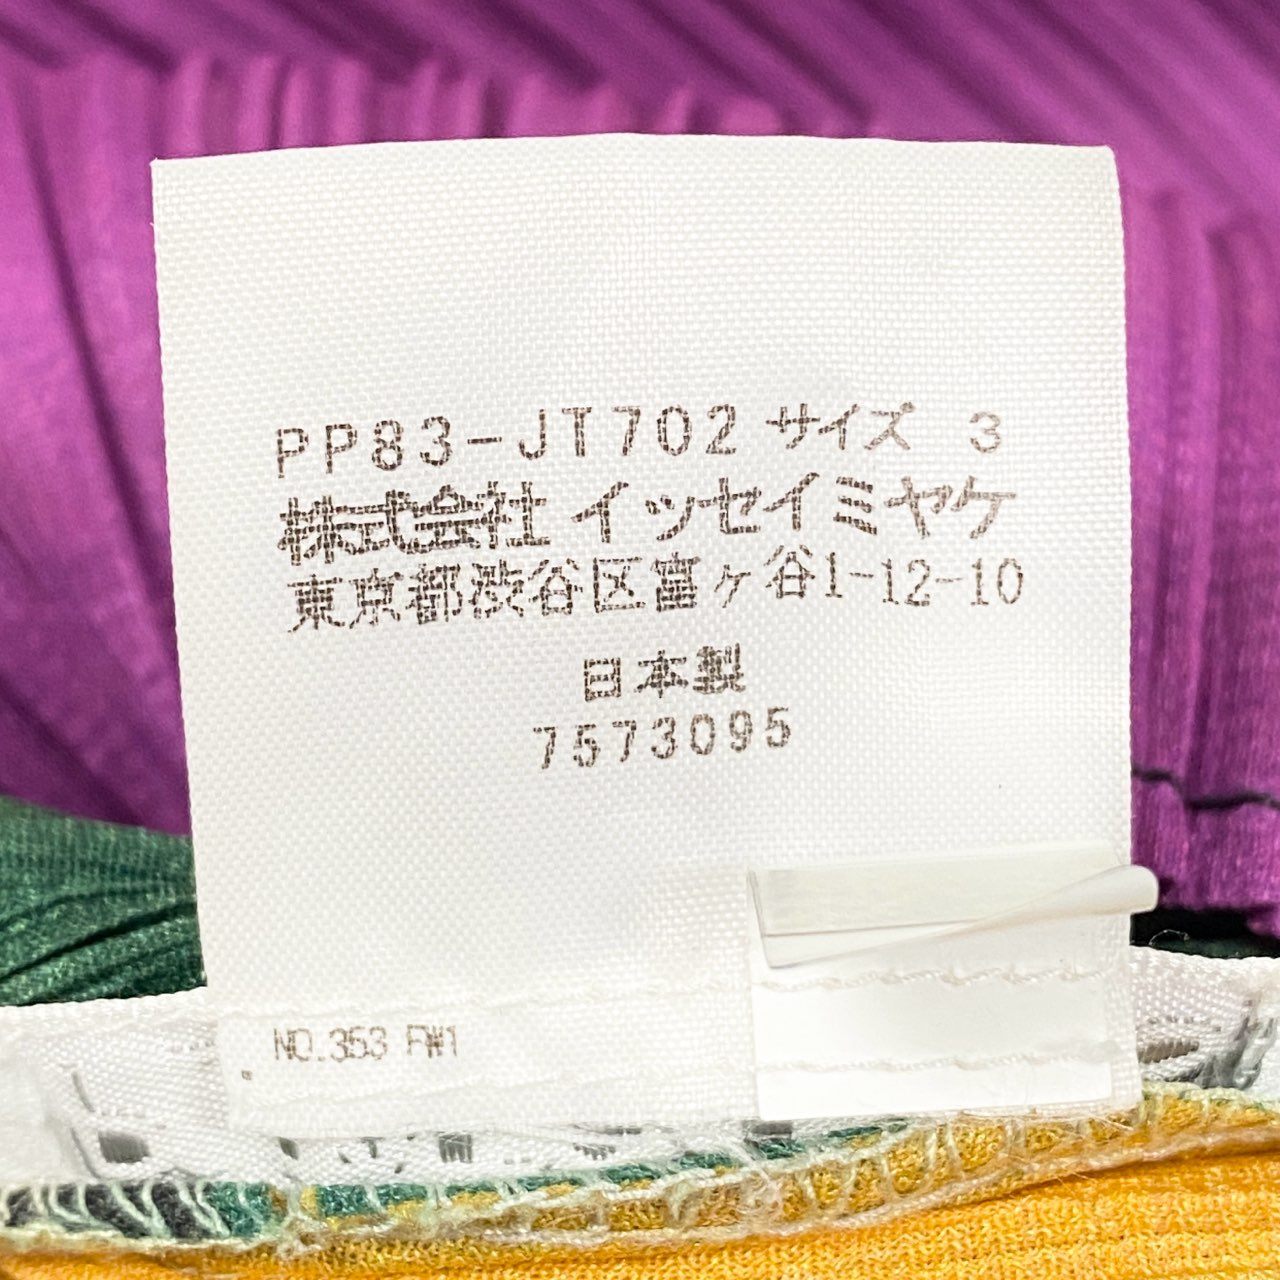 PP83-JT702 サイズ 3
株式会社 イッセイミヤケ
東京都渋谷区富ヶ谷1-12-10
日本製
7573095
NO.353 R#1